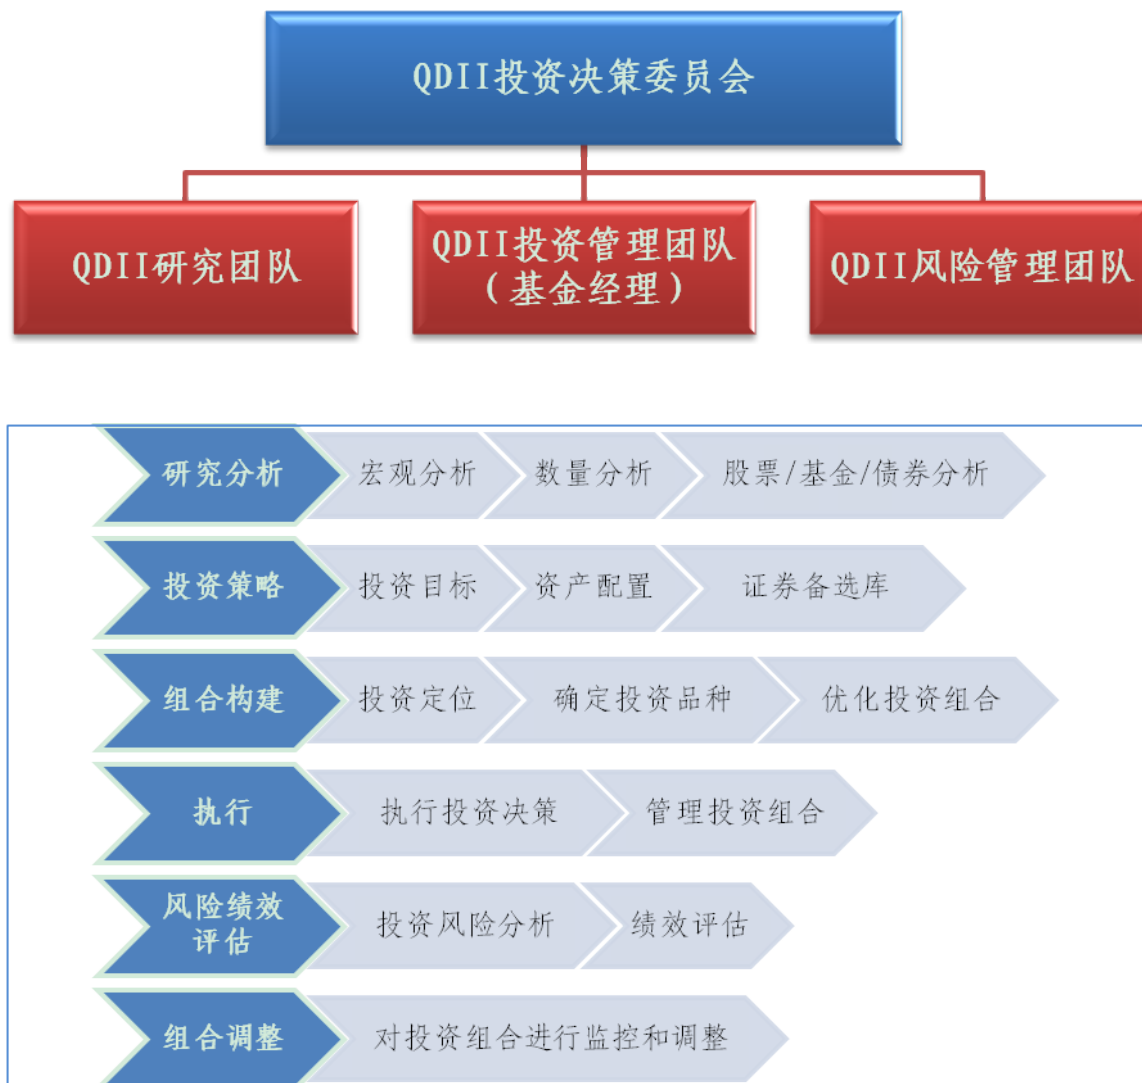 QDII投资决策委员会
QDII研究团队
QDII投资管理团队
(基金经理)
QDII风险管理团队
研究分析 宏观分析 数量分析 股票/基金/债券分析
投资策略 投资目标 资产配置 证券备选库
组合构建 投资定位 确定投资品种 优化投资组合
执行 执行投资决策 管理投资组合
风险绩效
评估 投资风险分析 绩效评估
组合调整 对投资组合进行监控和调整